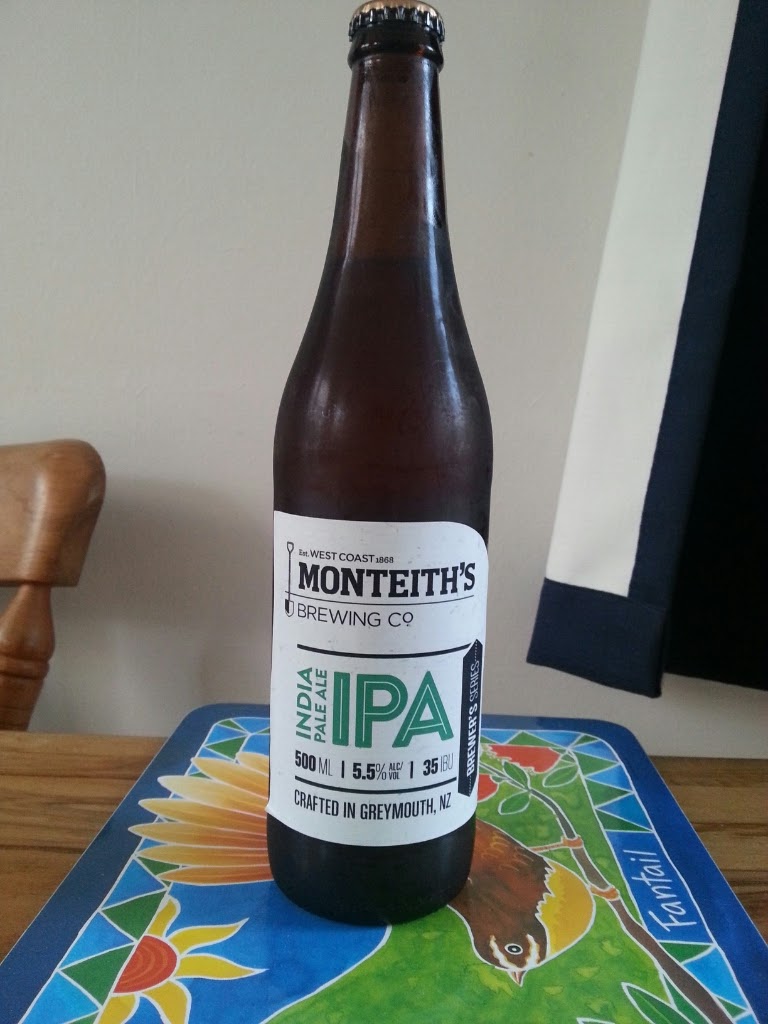 Est. WEST COAST 1868
MONTEITH'S
BREWING CO
INDIA
PALE ALE
IPA
BREWER'S SERIES
500 ML | 5.5% ALC/VOL | 35 IBU
CRAFTED IN GREYMOUTH, NZ
Fantail